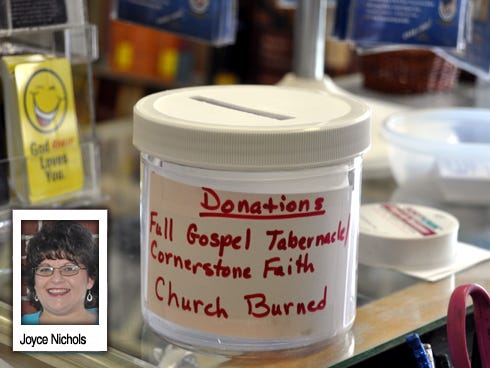 Donations
Full Gospel Tabernacle/
Cornerstone Faith
Church Burned
God
Loves
You.
Joyce Nichols